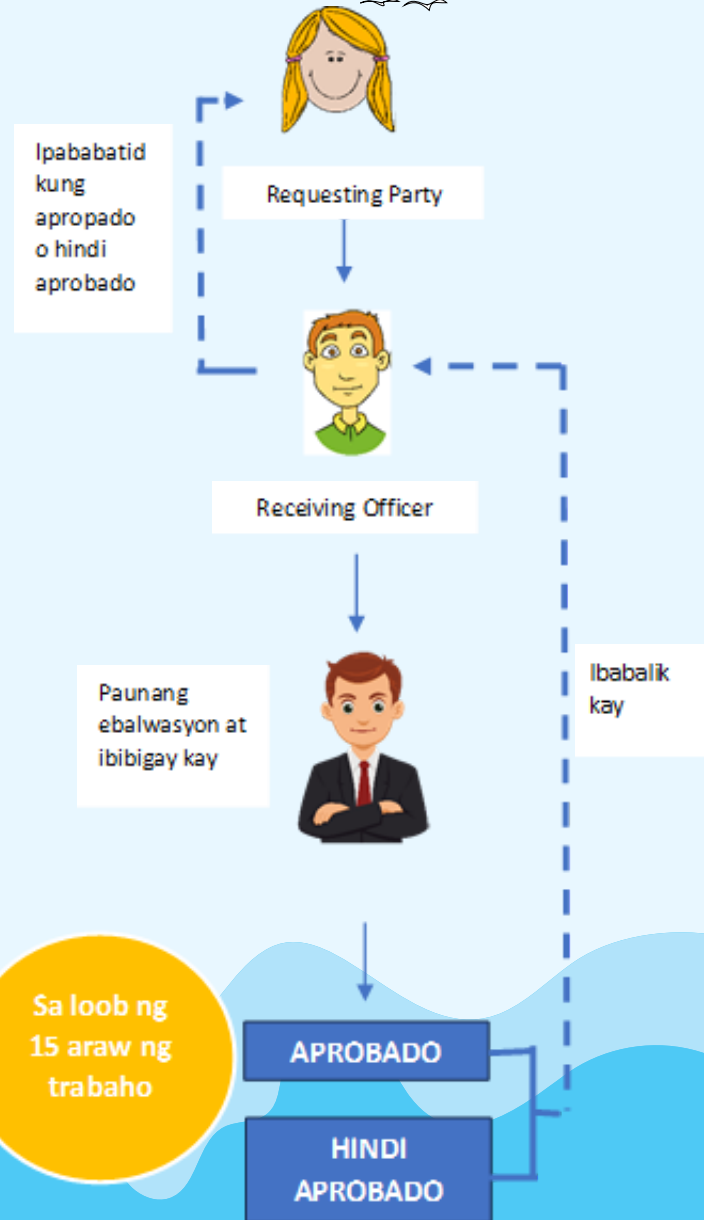 Ipababatid
kung
apropado
o hindi
aprobado
Requesting Party
Receiving Officer
Paunang
ebalwasyon at
ibibigay kay
Ibabalik
kay
Sa loob ng
15 araw ng
trabaho
APROBADO
HINDI
APROBADO